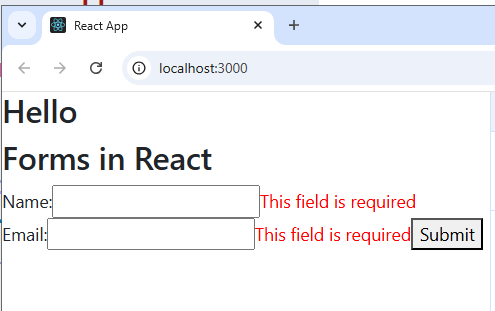 React App
localhost:3000
Hello
Forms in React
Name: This field is required
Email: This field is required Submit